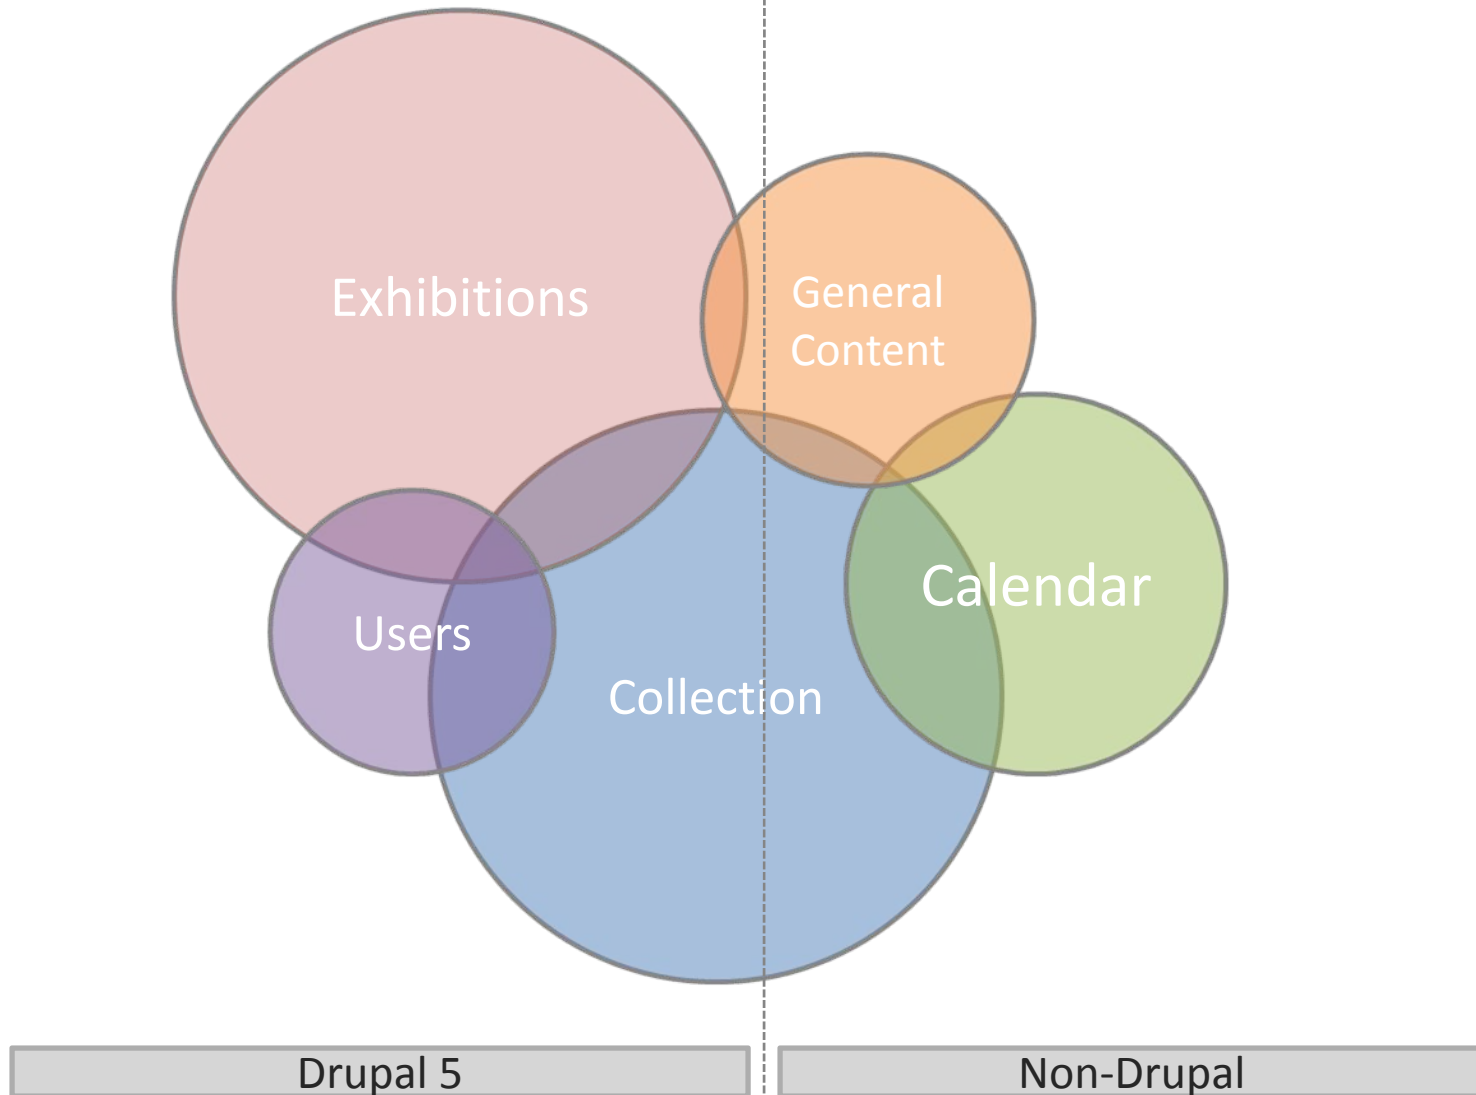 Exhibitions
General
Content
Calendar
Users
Collection
Drupal 5
Non-Drupal